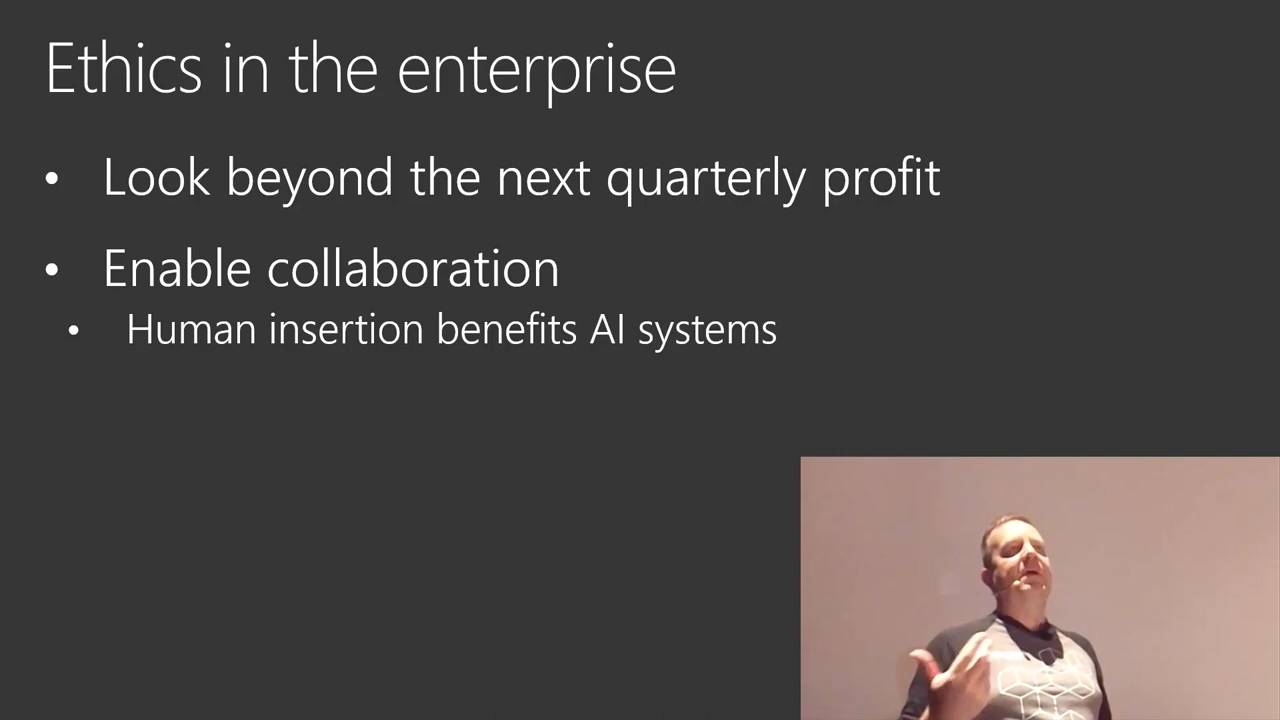 Ethics in the enterprise
• Look beyond the next quarterly profit
• Enable collaboration
• Human insertion benefits AI systems